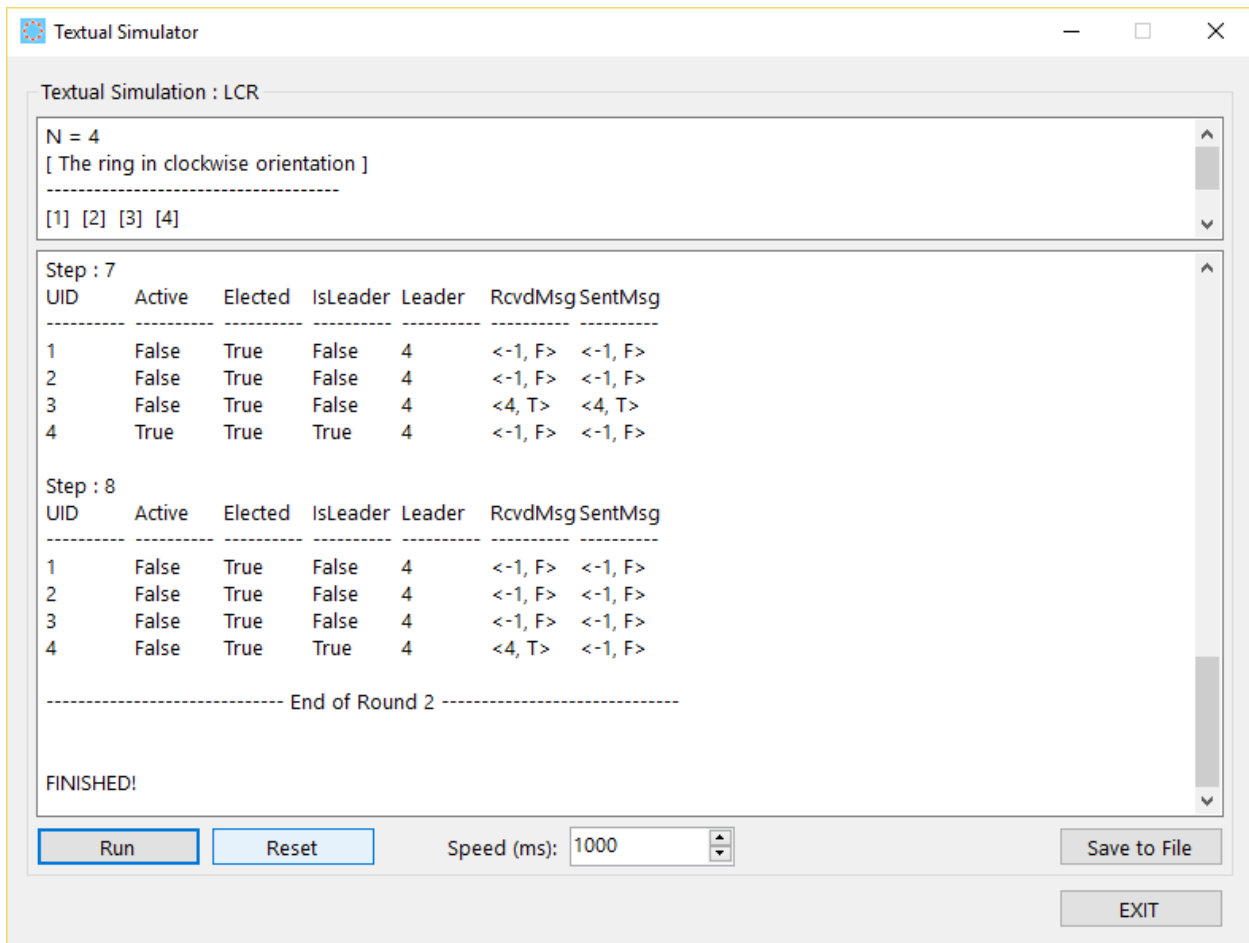 Textual Simulator
Textual Simulation : LCR
N = 4
[ The ring in clockwise orientation ]
-------------------------------------
[1] [2] [3] [4]
Step : 7
UID Active Elected IsLeader Leader RcvdMsg SentMsg
---------- ---------- ---------- ---------- ---------- ---------- ----------
1 False True False 4 <-1, F> <-1, F>
2 False True False 4 <-1, F> <-1, F>
3 False True False 4 <4, T> <4, T>
4 True True True 4 <-1, F> <-1, F>
Step : 8
UID Active Elected IsLeader Leader RcvdMsg SentMsg
---------- ---------- ---------- ---------- ---------- ---------- ----------
1 False True False 4 <-1, F> <-1, F>
2 False True False 4 <-1, F> <-1, F>
3 False True False 4 <-1, F> <-1, F>
4 False True True 4 <4, T> <-1, F>
------------------------------ End of Round 2 ------------------------------
FINISHED!
Run Reset Speed (ms): 1000 Save to File
EXIT